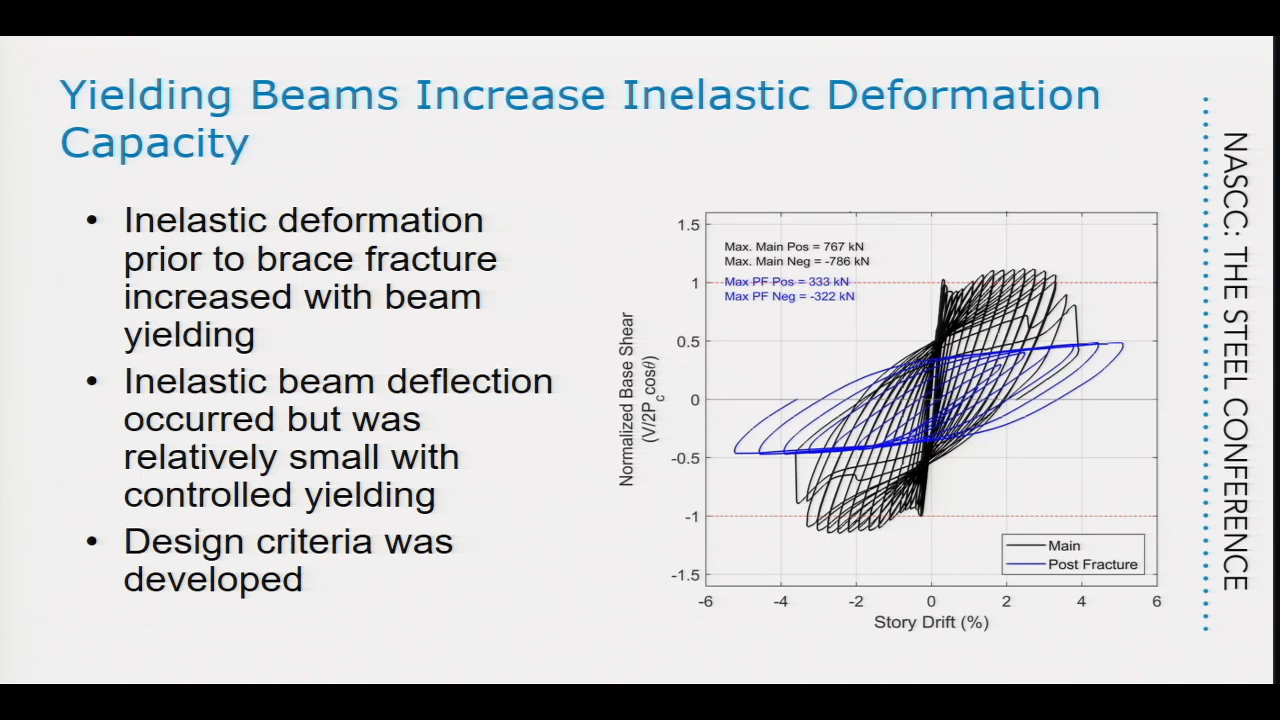 Yielding Beams Increase Inelastic Deformation
Capacity
• Inelastic deformation
prior to brace fracture
increased with beam
yielding
• Inelastic beam deflection
occurred but was
relatively small with
controlled yielding
• Design criteria was
developed
Normalized Base Shear
(V/2P_c cosθ)
1.5
1
0.5
0
-0.5
-1
-1.5
Max. Main Pos = 767 kN
Max. Main Neg = -786 kN
Max PF Pos = 333 kN
Max PF Neg = -322 kN
Main
Post Fracture
-6 -4 -2 0 2 4 6
Story Drift (%)
NASCC: THE STEEL CONFERENCE